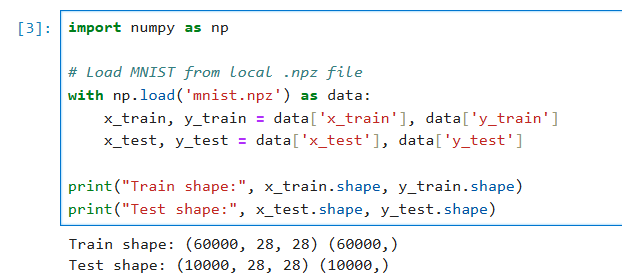 [3]: import numpy as np
# Load MNIST from local .npz file
with np.load('mnist.npz') as data:
    x_train, y_train = data['x_train'], data['y_train']
    x_test, y_test = data['x_test'], data['y_test']
print("Train shape:", x_train.shape, y_train.shape)
print("Test shape:", x_test.shape, y_test.shape)
Train shape: (60000, 28, 28) (60000,)
Test shape: (10000, 28, 28) (10000,)